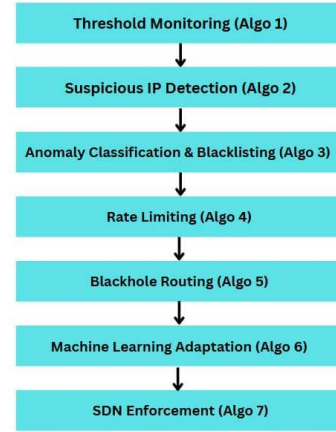 Threshold Monitoring (Algo 1)
Suspicious IP Detection (Algo 2)
Anomaly Classification & Blacklisting (Algo 3)
Rate Limiting (Algo 4)
Blackhole Routing (Algo 5)
Machine Learning Adaptation (Algo 6)
SDN Enforcement (Algo 7)